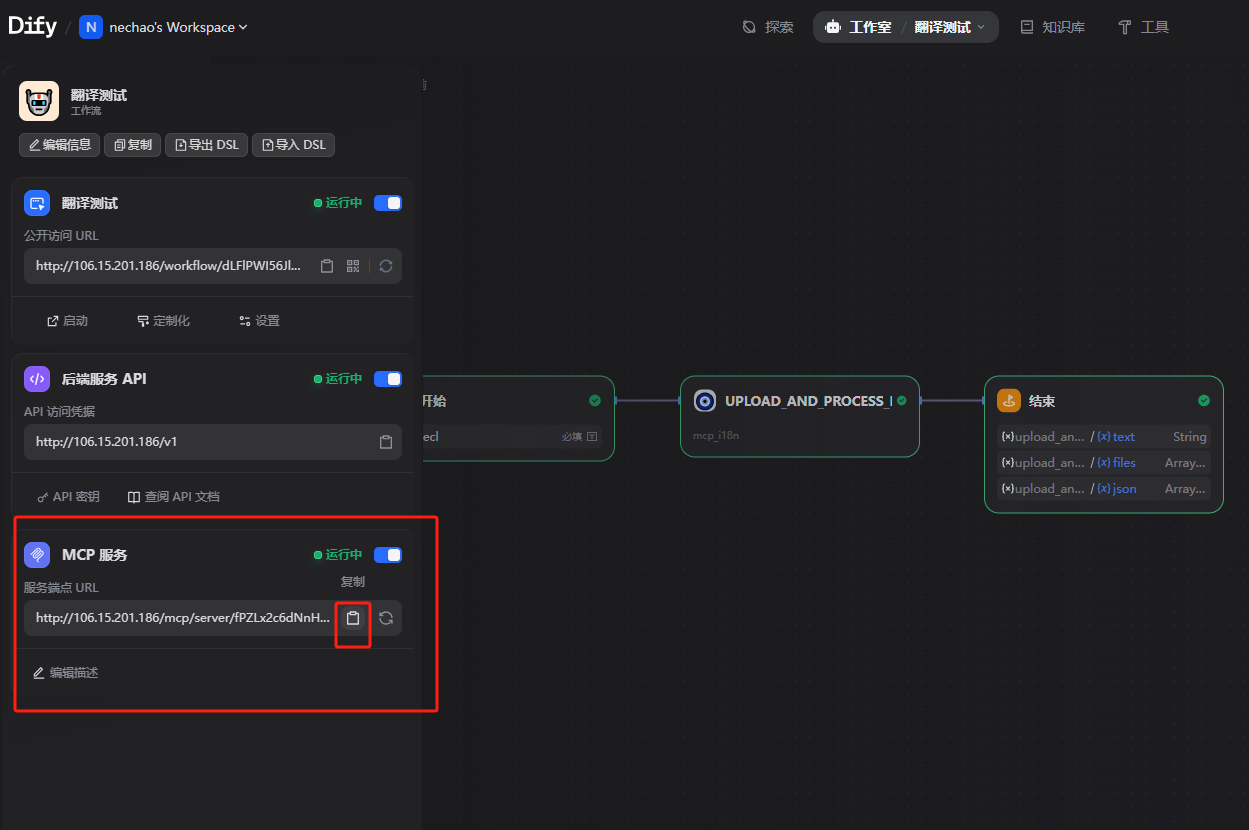 Dify / N nechao's Workspace
探索 工作室 / 翻译测试 知识库 工具
翻译测试
工作流
编辑信息 复制 导出 DSL 导入 DSL
翻译测试 运行中
公开访问 URL
http://106.15.201.186/workflow/dLFlPWI56Jl...
启动 定制化 设置
后端服务 API 运行中
API 访问凭据
http://106.15.201.186/v1
API 密钥 查阅 API 文档
MCP 服务 运行中
复制
服务端点 URL
http://106.15.201.186/mcp/server/fPZLx2c6dNnH...
编辑描述
开始
ecl 必填
UPLOAD_AND_PROCESS_
mcp_i18n
结束
{x} upload_an... / {x} text String
{x} upload_an... / {x} files Array...
{x} upload_an... / {x} json Array...